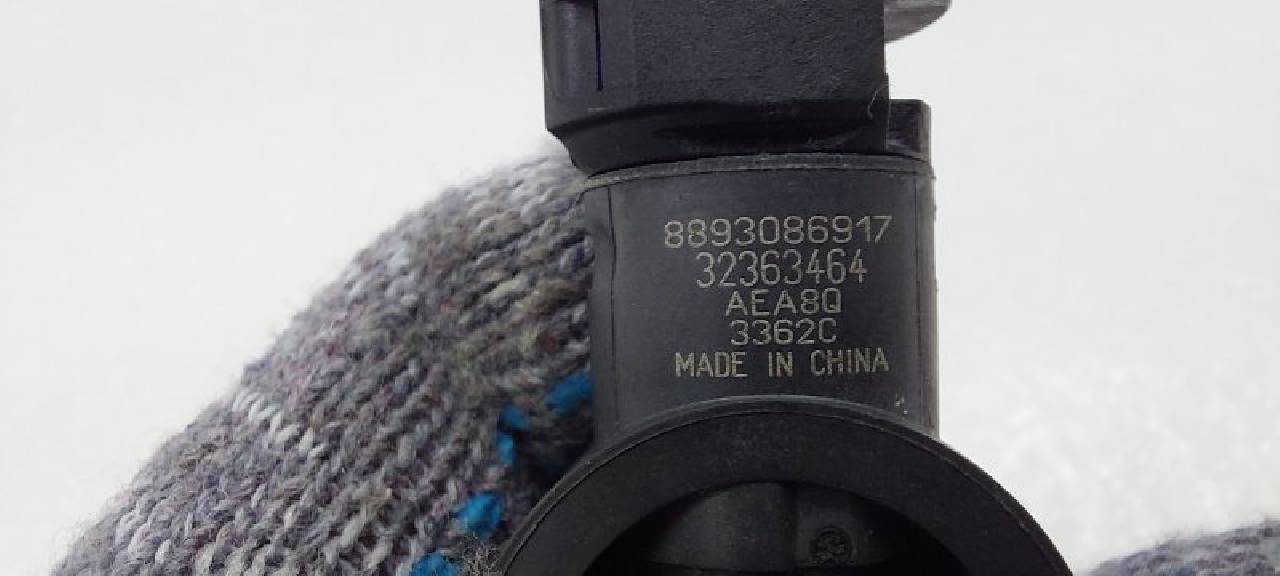 8893086917
32363464
AEA8Q
3362C
MADE IN CHINA